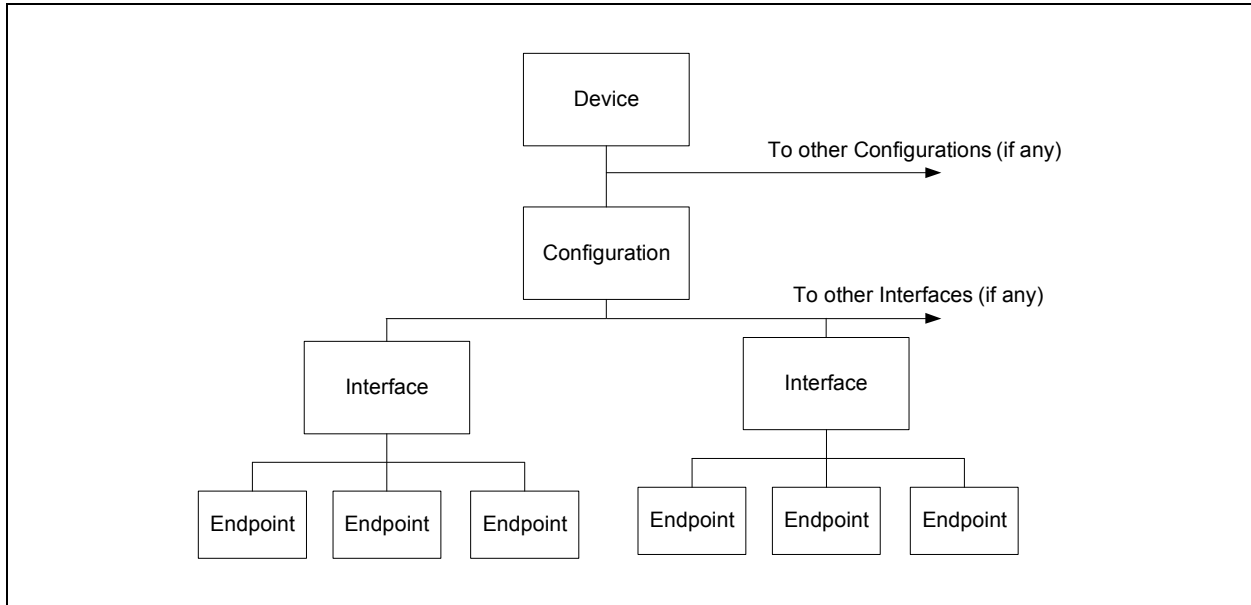 Device
To other Configurations (if any)
Configuration
To other Interfaces (if any)
Interface
Interface
Endpoint
Endpoint
Endpoint
Endpoint
Endpoint
Endpoint